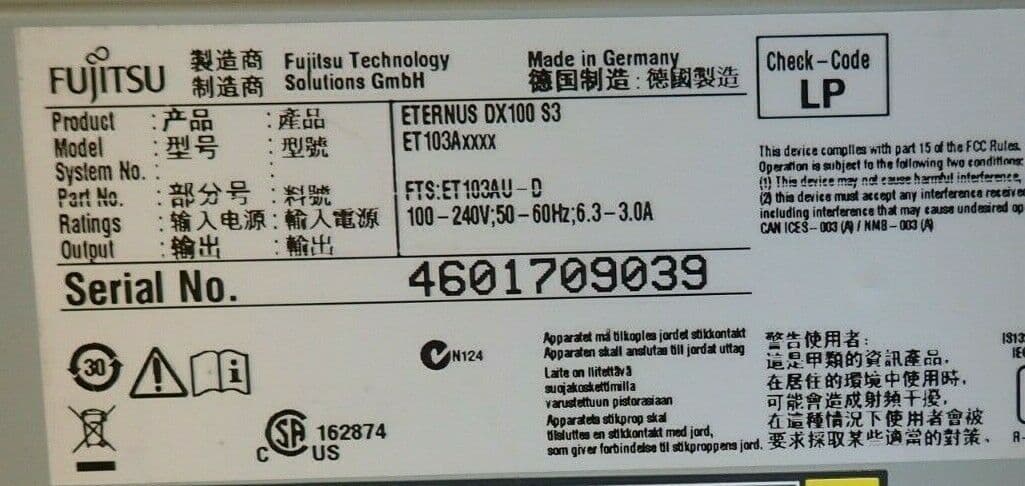 FUJITSU 製造商 Fujitsu Technology
制造商 Solutions GmbH
Made in Germany
德国制造 : 德國製造
Check-Code
LP
Product : 产品 : 產品 ETERNUS DX100 S3
Model : 型号 : 型號 ET103Axxxx
System No. : :
Part No. : 部分号 : 料號 FTS:ET103AU-D
Ratings : 输入电源 : 輸入電源 100-240V;50-60Hz;6.3-3.0A
Output : 输出 : 輸出
Serial No. 4601709039
This device complies with part 15 of the FCC Rules.
Operation is subject to the following two conditions:
(1) This device may not cause harmful interference,
(2) this device must accept any interference receive
including interference that may cause undesired op
CAN ICES-003 (A) / NMB-003 (A)
30
i
N124
C SA US 162874
Apparatet må tilkoples jordet stikkontakt
Apparaten skall anslutas till jordat uttag
Laite on liitettävä
suojakoskettimilla
varustettuun pistorasiaan
Apparatets stikprop skal
tilsluttes en stikkontakt med jord,
som giver forbindelse til stikproppens jord.
警告使用者:
這是甲類的資訊產品,
在居住的環境中使用時,
可能會造成射頻干擾,
在這種情況下使用者會被
要求採取某些適當的對策、
IS13
IE
R-